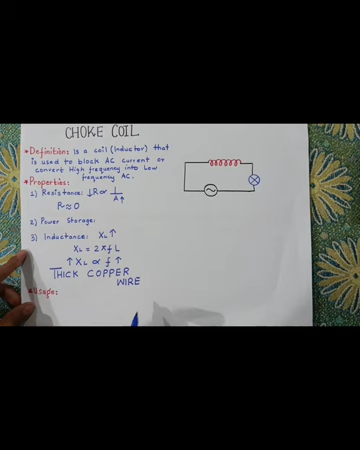 CHOKE COIL
*Definition: Is a coil (Inductor) that
is used to block AC current or
convert High frequency into Low
frequency AC.
*Properties:
1) Resistance: ↓R ∝ 1/A↑
R≈0
2) Power Storage:
3) Inductance: XL ↑
XL = 2πfL
↑XL ∝ f↑
THICK COPPER
WIRE
*Usage: